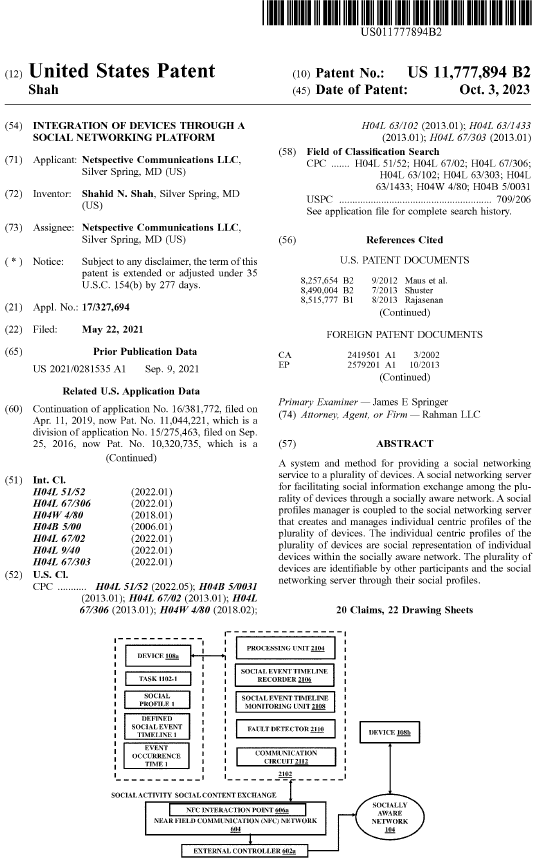 US011777894B2
(12) United States Patent
Shah
(10) Patent No.: US 11,777,894 B2
(45) Date of Patent: Oct. 3, 2023
(54) INTEGRATION OF DEVICES THROUGH A
SOCIAL NETWORKING PLATFORM
(71) Applicant: Netspective Communications LLC,
Silver Spring, MD (US)
(72) Inventor: Shahid N. Shah, Silver Spring, MD
(US)
(73) Assignee: Netspective Communications LLC,
Silver Spring, MD (US)
( * ) Notice: Subject to any disclaimer, the term of this
patent is extended or adjusted under 35
U.S.C. 154(b) by 277 days.
(21) Appl. No.: 17/327,694
(22) Filed: May 22, 2021
(65) Prior Publication Data
US 2021/0281535 A1 Sep. 9, 2021
Related U.S. Application Data
(60) Continuation of application No. 16/381,772, filed on
Apr. 11, 2019, now Pat. No. 11,044,221, which is a
division of application No. 15/275,463, filed on Sep.
25, 2016, now Pat. No. 10,320,735, which is a
(Continued)
(51) Int. Cl.
H04L 51/52 (2022.01)
H04L 67/306 (2022.01)
H04W 4/80 (2018.01)
H04B 5/00 (2006.01)
H04L 67/02 (2022.01)
H04L 9/40 (2022.01)
H04L 67/303 (2022.01)
(52) U.S. Cl.
CPC ........... H04L 51/52 (2022.05); H04B 5/0031
(2013.01); H04L 67/02 (2013.01); H04L
67/306 (2013.01); H04W 4/80 (2018.02);
H04L 63/102 (2013.01); H04L 63/1433
(2013.01); H04L 67/303 (2013.01)
(58) Field of Classification Search
CPC ....... H04L 51/52; H04L 67/02; H04L 67/306;
H04L 63/102; H04L 63/303; H04L
63/1433; H04W 4/80; H04B 5/0031
USPC .................................................... 709/206
See application file for complete search history.
(56) References Cited
U.S. PATENT DOCUMENTS
8,257,654 B2 9/2012 Maus et al.
8,490,004 B2 7/2013 Shuster
8,515,777 B1 8/2013 Rajasenan
(Continued)
FOREIGN PATENT DOCUMENTS
CA 2419501 A1 3/2002
EP 2579201 A1 10/2013
(Continued)
Primary Examiner — James E Springer
(74) Attorney, Agent, or Firm — Rahman LLC
(57) ABSTRACT
A system and method for providing a social networking
service to a plurality of devices. A social networking server
for facilitating social information exchange among the plu-
rality of devices through a socially aware network. A social
profiles manager is coupled to the social networking server
that creates and manages individual centric profiles of the
plurality of devices. The individual centric profiles of the
plurality of devices are social representation of individual
devices within the socially aware network. The plurality of
devices are identifiable by other participants and the social
networking server through their social profiles.
20 Claims, 22 Drawing Sheets
DEVICE 108a
TASK 1102-1
SOCIAL
PROFILE 1
DEFINED
SOCIAL EVENT
TIMELINE 1
EVENT
OCCURRENCE
TIME 1
PROCESSING UNIT 2104
SOCIAL EVENT TIMELINE
RECORDER 2106
SOCIAL EVENT TIMELINE
MONITORING UNIT 2108
FAULT DETECTOR 2110
COMMUNICATION
CIRCUIT 2112
2102
DEVICE 108b
SOCIAL ACTIVITY SOCIAL CONTENT EXCHANGE
NFC INTERACTION POINT 606a
NEAR FIELD COMMUNICATION (NFC) NETWORK
604
SOCIALLY
AWARE
NETWORK
104
EXTERNAL CONTROLLER 602a